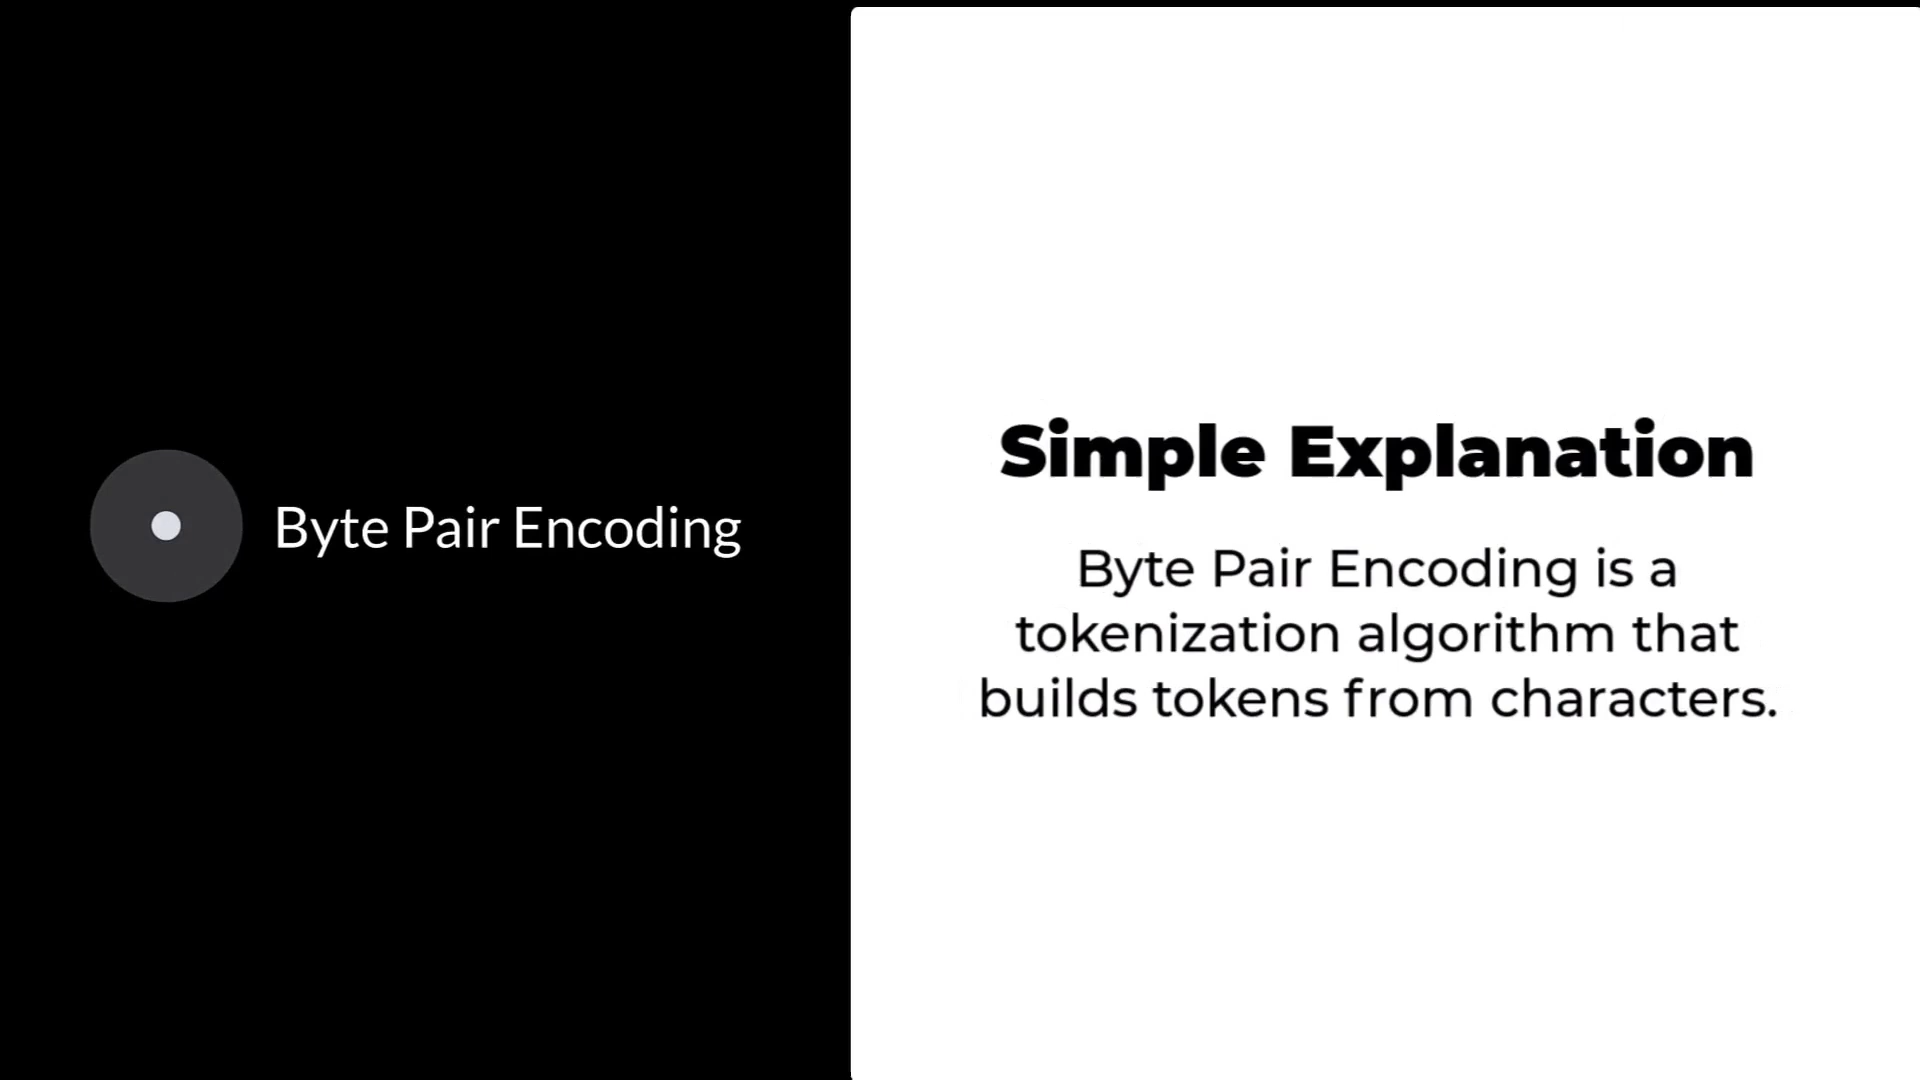 Byte Pair Encoding
Simple Explanation
Byte Pair Encoding is a
tokenization algorithm that
builds tokens from characters.